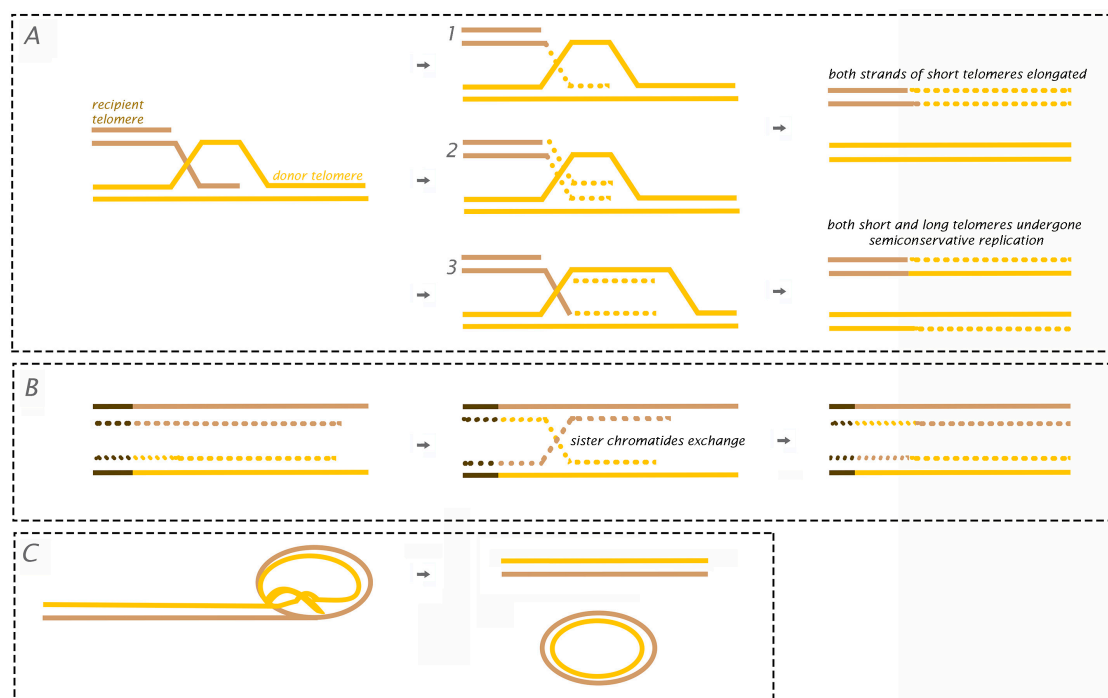 A
recipient
telomere
donor telomere
1
2
3
both strands of short telomeres elongated
both short and long telomeres undergone
semiconservative replication
B
sister chromatides exchange
C